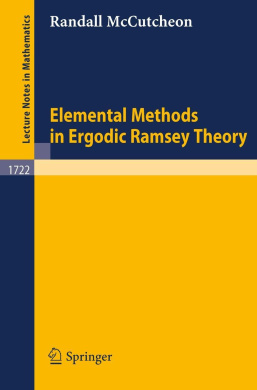 Randall McCutcheon
Lecture Notes in Mathematics
Elemental Methods
in Ergodic Ramsey Theory
1722
Springer